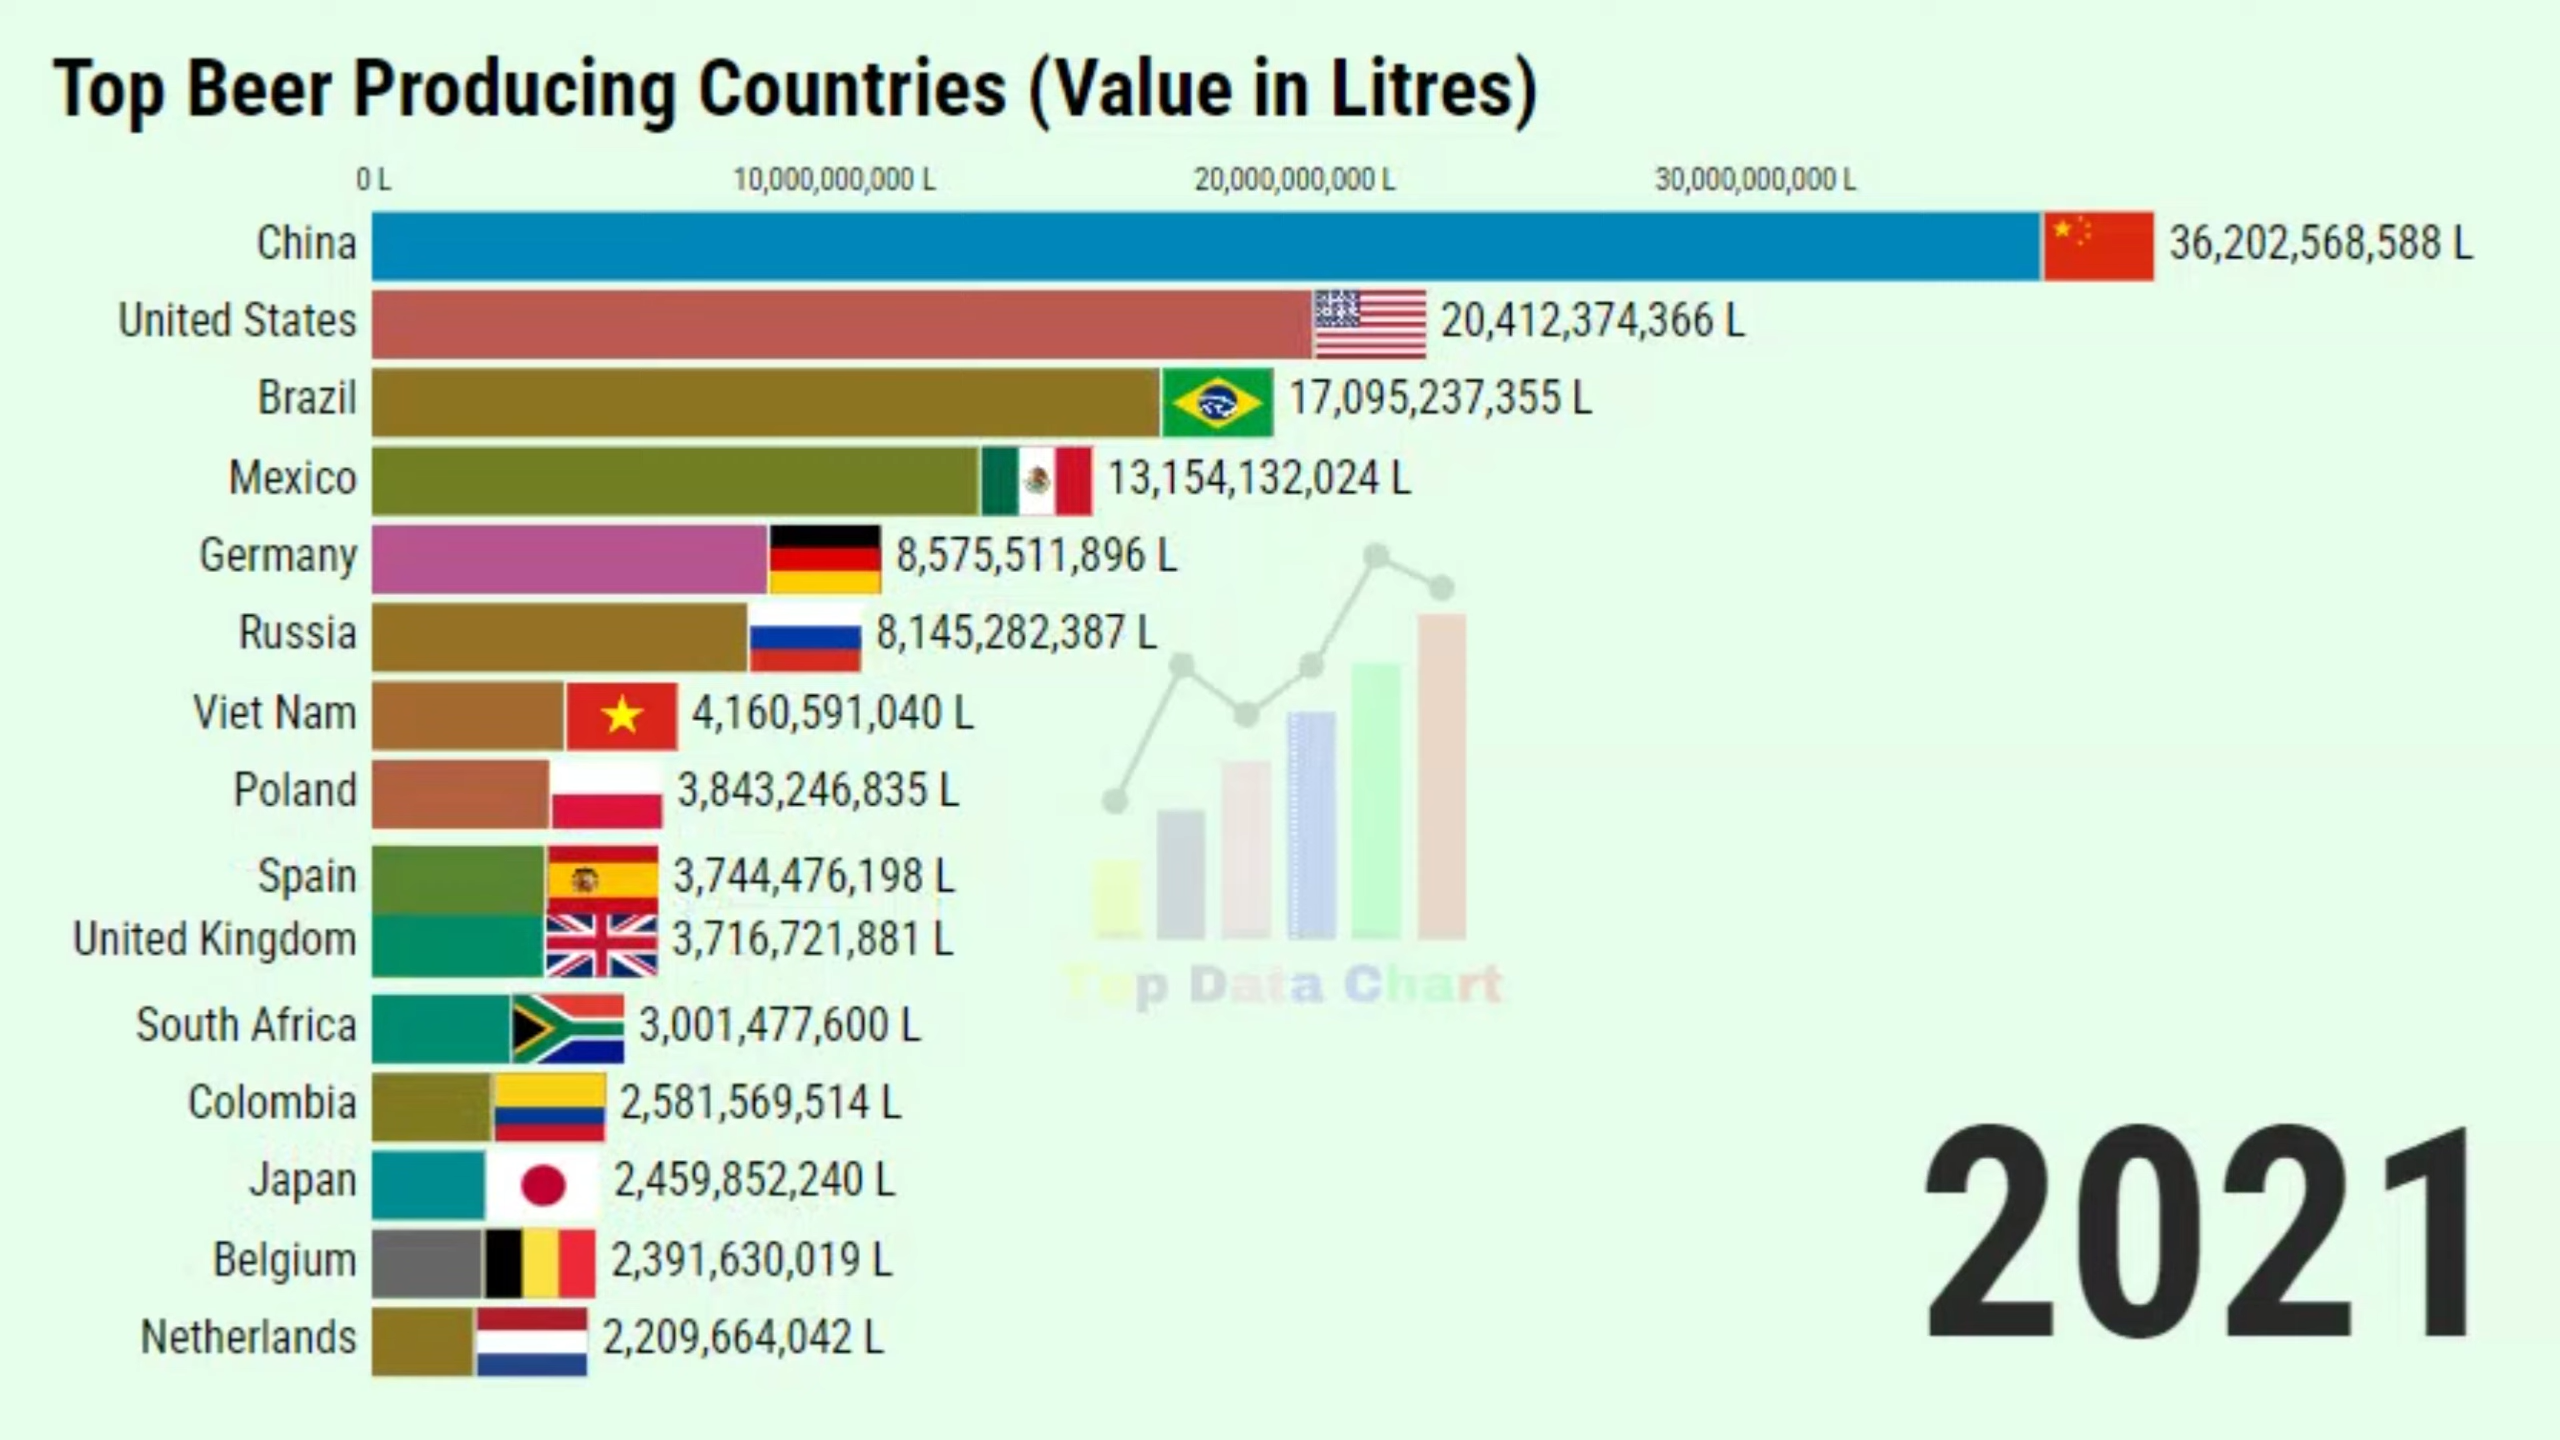 Top Beer Producing Countries (Value in Litres)
0 L 10,000,000,000 L 20,000,000,000 L 30,000,000,000 L
China 36,202,568,588 L
United States 20,412,374,366 L
Brazil 17,095,237,355 L
Mexico 13,154,132,024 L
Germany 8,575,511,896 L
Russia 8,145,282,387 L
Viet Nam 4,160,591,040 L
Poland 3,843,246,835 L
Spain 3,744,476,198 L
United Kingdom 3,716,721,881 L
Top Data Chart
South Africa 3,001,477,600 L
Colombia 2,581,569,514 L
Japan 2,459,852,240 L
Belgium 2,391,630,019 L
Netherlands 2,209,664,042 L
2021